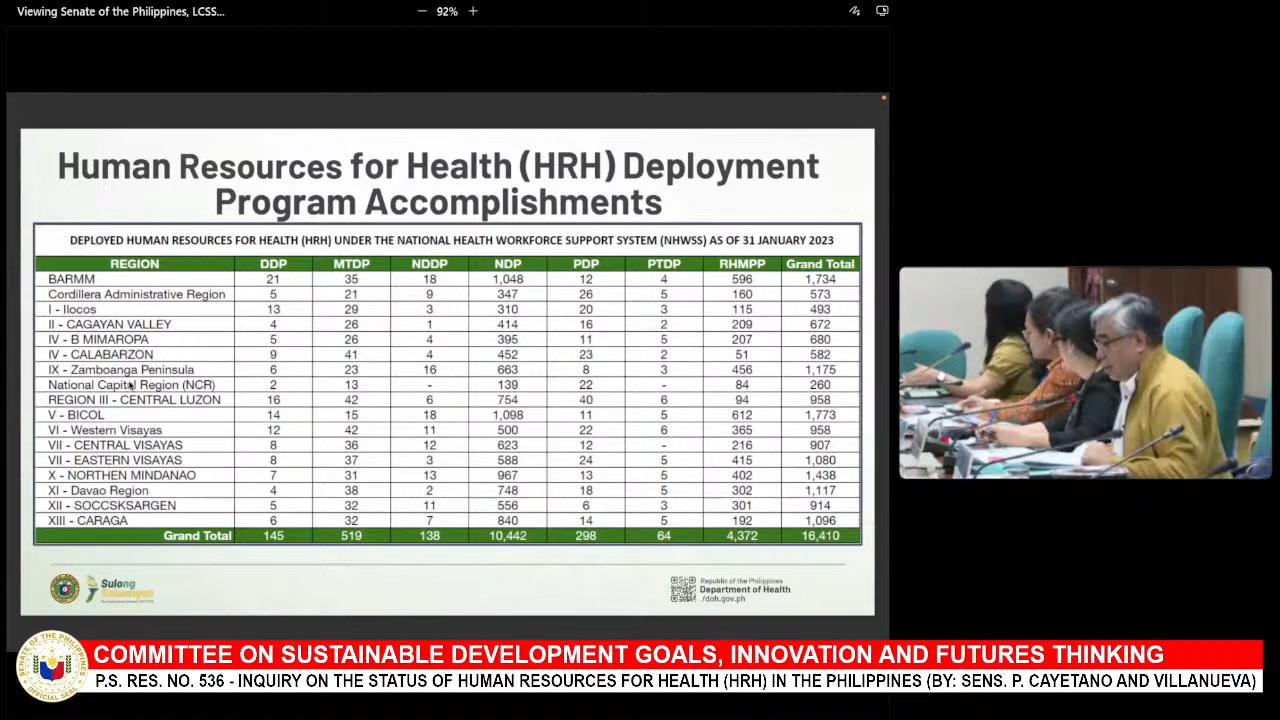 Viewing Senate of the Philippines, LCSS...
92%
Human Resources for Health (HRH) Deployment
Program Accomplishments
DEPLOYED HUMAN RESOURCES FOR HEALTH (HRH) UNDER THE NATIONAL HEALTH WORKFORCE SUPPORT SYSTEM (NHWSS) AS OF 31 JANUARY 2023
REGION DDP MTDP NDDP NDP PDP PTDP RHMPP Grand Total
BARMM 21 35 18 1,048 12 4 596 1,734
Cordillera Administrative Region 5 21 9 347 26 5 160 573
I - Ilocos 13 29 3 310 20 3 115 493
II - CAGAYAN VALLEY 4 26 1 414 16 2 209 672
IV - B MIMAROPA 5 26 4 395 11 5 207 680
IV - CALABARZON 9 41 4 452 23 2 51 582
IX - Zamboanga Peninsula 6 23 16 663 8 3 456 1,175
National Capital Region (NCR) 2 13 - 139 22 - 84 260
REGION III - CENTRAL LUZON 16 42 6 754 40 6 94 958
V - BICOL 14 15 18 1,098 11 5 612 1,773
VI - Western Visayas 12 42 11 500 22 6 365 958
VII - CENTRAL VISAYAS 8 36 12 623 12 - 216 907
VII - EASTERN VISAYAS 8 37 3 588 24 5 415 1,080
X - NORTHEN MINDANAO 7 31 13 967 13 5 402 1,438
XI - Davao Region 4 38 2 748 18 5 302 1,117
XII - SOCCSKSARGEN 5 32 11 556 6 3 301 914
XIII - CARAGA 6 32 7 840 14 5 192 1,096
Grand Total 145 519 138 10,442 298 64 4,372 16,410
Sulong
Republic of the Philippines
Department of Health
/doh.gov.ph
SENATE OF THE PHILIPPINES
OFFICIAL SEAL
COMMITTEE ON SUSTAINABLE DEVELOPMENT GOALS, INNOVATION AND FUTURES THINKING
P.S. RES. NO. 536 - INQUIRY ON THE STATUS OF HUMAN RESOURCES FOR HEALTH (HRH) IN THE PHILIPPINES (BY: SENS. P. CAYETANO AND VILLANUEVA)